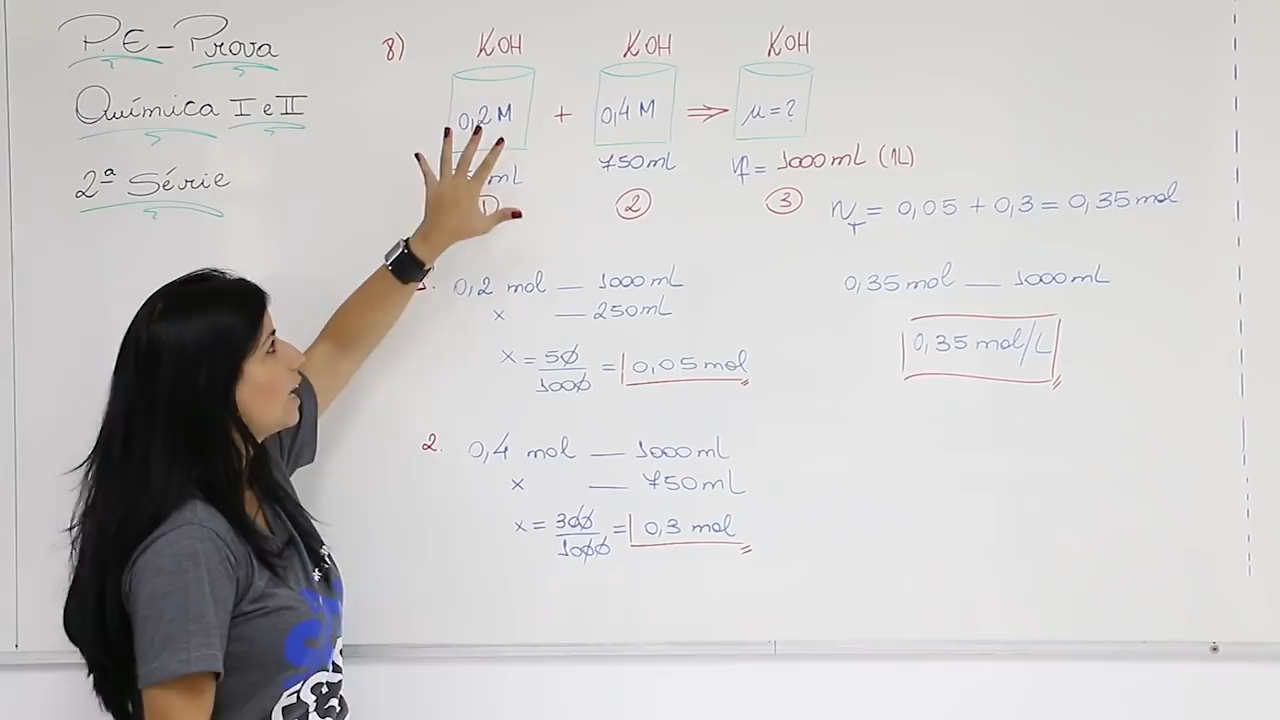 P.E - Prova
Química I e II
2ª Série
8)
KOH KOH KOH
0,2 M + 0,4 M ⇒ μ = ?
mL 750 mL Vf = 1000 mL (1L)
1 2 3
nT = 0,05 + 0,3 = 0,35 mol
0,2 mol — 1000 mL
x — 250 mL
x = 50/1000 = 0,05 mol
2. 0,4 mol — 1000 mL
x — 750 mL
x = 300/1000 = 0,3 mol
0,35 mol — 1000 mL
0,35 mol/L